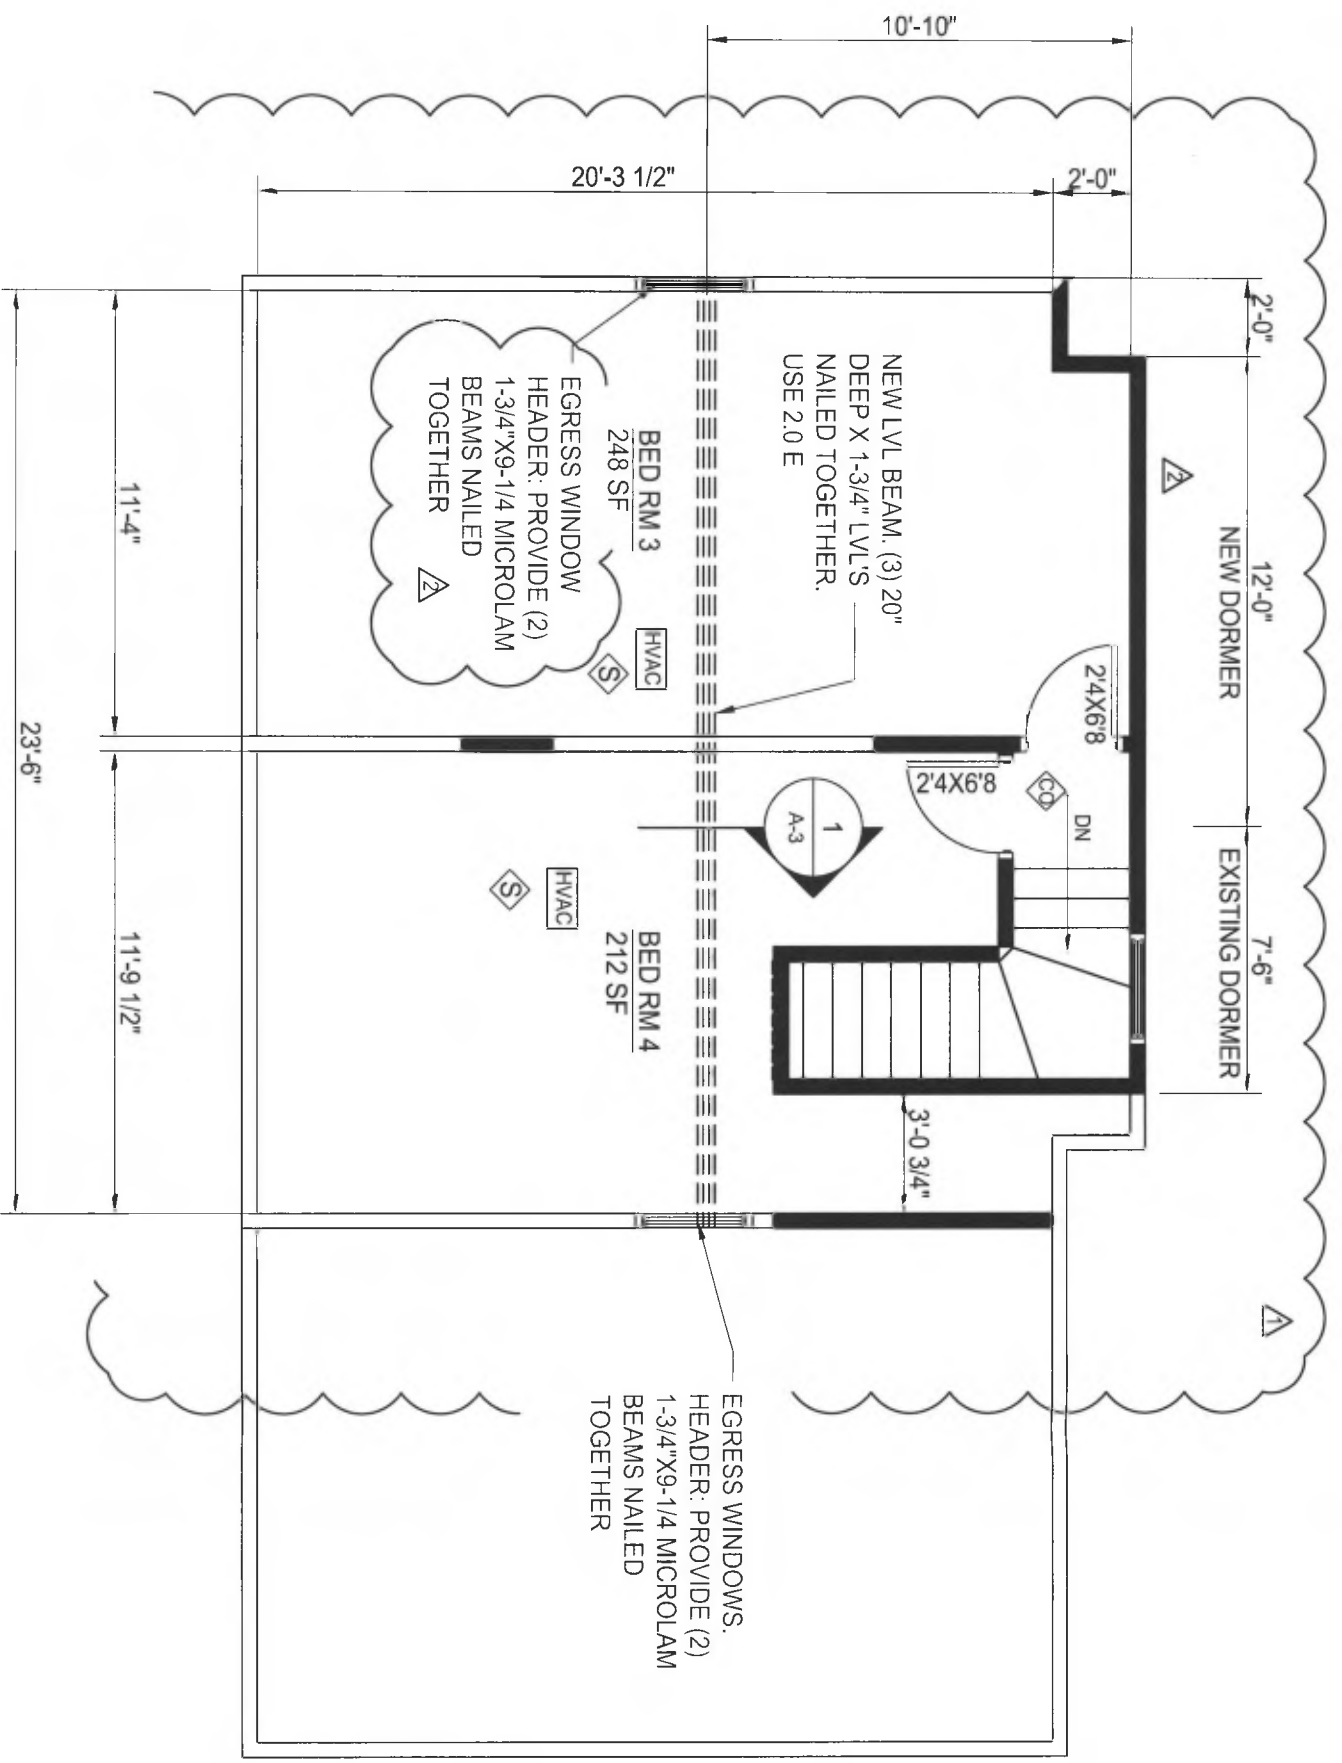 10'-10"
20'-3 1/2"
2'-0"
2'-0"
12'-0"
NEW DORMER
7'-6"
EXISTING DORMER
2
1
NEW LVL BEAM. (3) 20"
DEEP X 1-3/4" LVL'S
NAILED TOGETHER.
USE 2.0 E
2'4X6'8
2'4X6'8
CO
DN
1
A-3
3'-0 3/4"
BED RM 3
248 SF
HVAC
S
EGRESS WINDOW
HEADER: PROVIDE (2)
1-3/4"X9-1/4 MICROLAM
BEAMS NAILED
TOGETHER
2
BED RM 4
212 SF
HVAC
S
EGRESS WINDOWS.
HEADER: PROVIDE (2)
1-3/4"X9-1/4 MICROLAM
BEAMS NAILED
TOGETHER
11'-4"
11'-9 1/2"
23'-6"